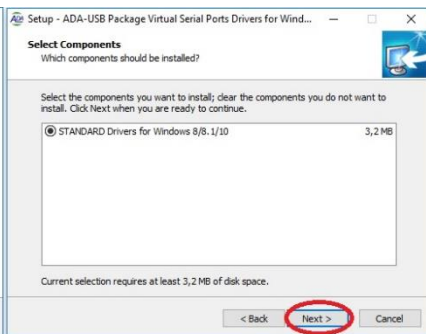 ADA Setup - ADA-USB Package Virtual Serial Ports Drivers for Wind...
Select Components
Which components should be installed?
Select the components you want to install; clear the components you do not want to
install. Click Next when you are ready to continue.
STANDARD Drivers for Windows 8/8.1/10 3,2 MB
Current selection requires at least 3,2 MB of disk space.
< Back Next > Cancel